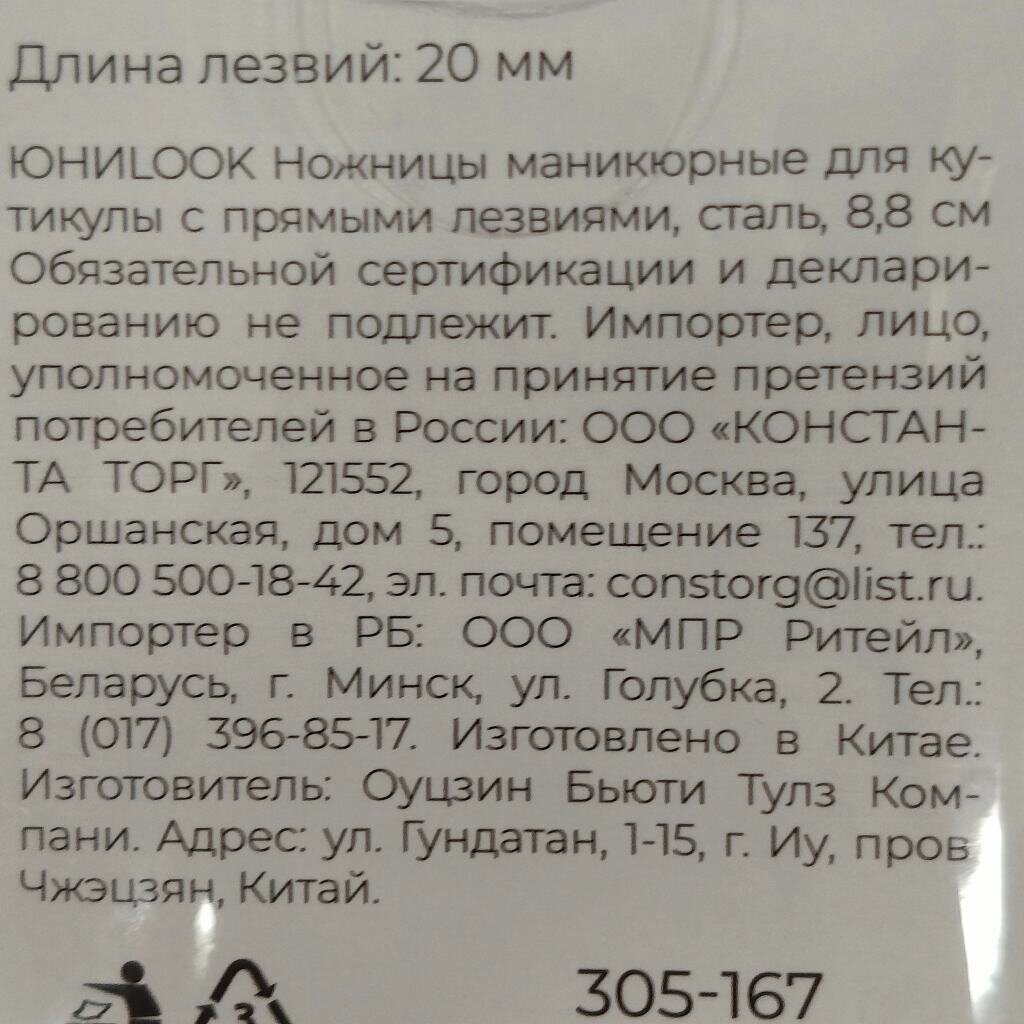 Длина лезвий: 20 мм
ЮНИLOOK Ножницы маникюрные для ку-
тикулы с прямыми лезвиями, сталь, 8,8 см
Обязательной сертификации и деклари-
рованию не подлежит. Импортер, лицо,
уполномоченное на принятие претензий
потребителей в России: ООО «КОНСТАН-
ТА ТОРГ», 121552, город Москва, улица
Оршанская, дом 5, помещение 137, тел.:
8 800 500-18-42, эл. почта: constorg@list.ru.
Импортер в РБ: ООО «МПР Ритейл»,
Беларусь, г. Минск, ул. Голубка, 2. Тел.:
8 (017) 396-85-17. Изготовлено в Китае.
Изготовитель: Оуцзин Бьюти Тулз Ком-
пани. Адрес: ул. Гундатан, 1-15, г. Иу, пров
Чжэцзян, Китай.
3
305-167